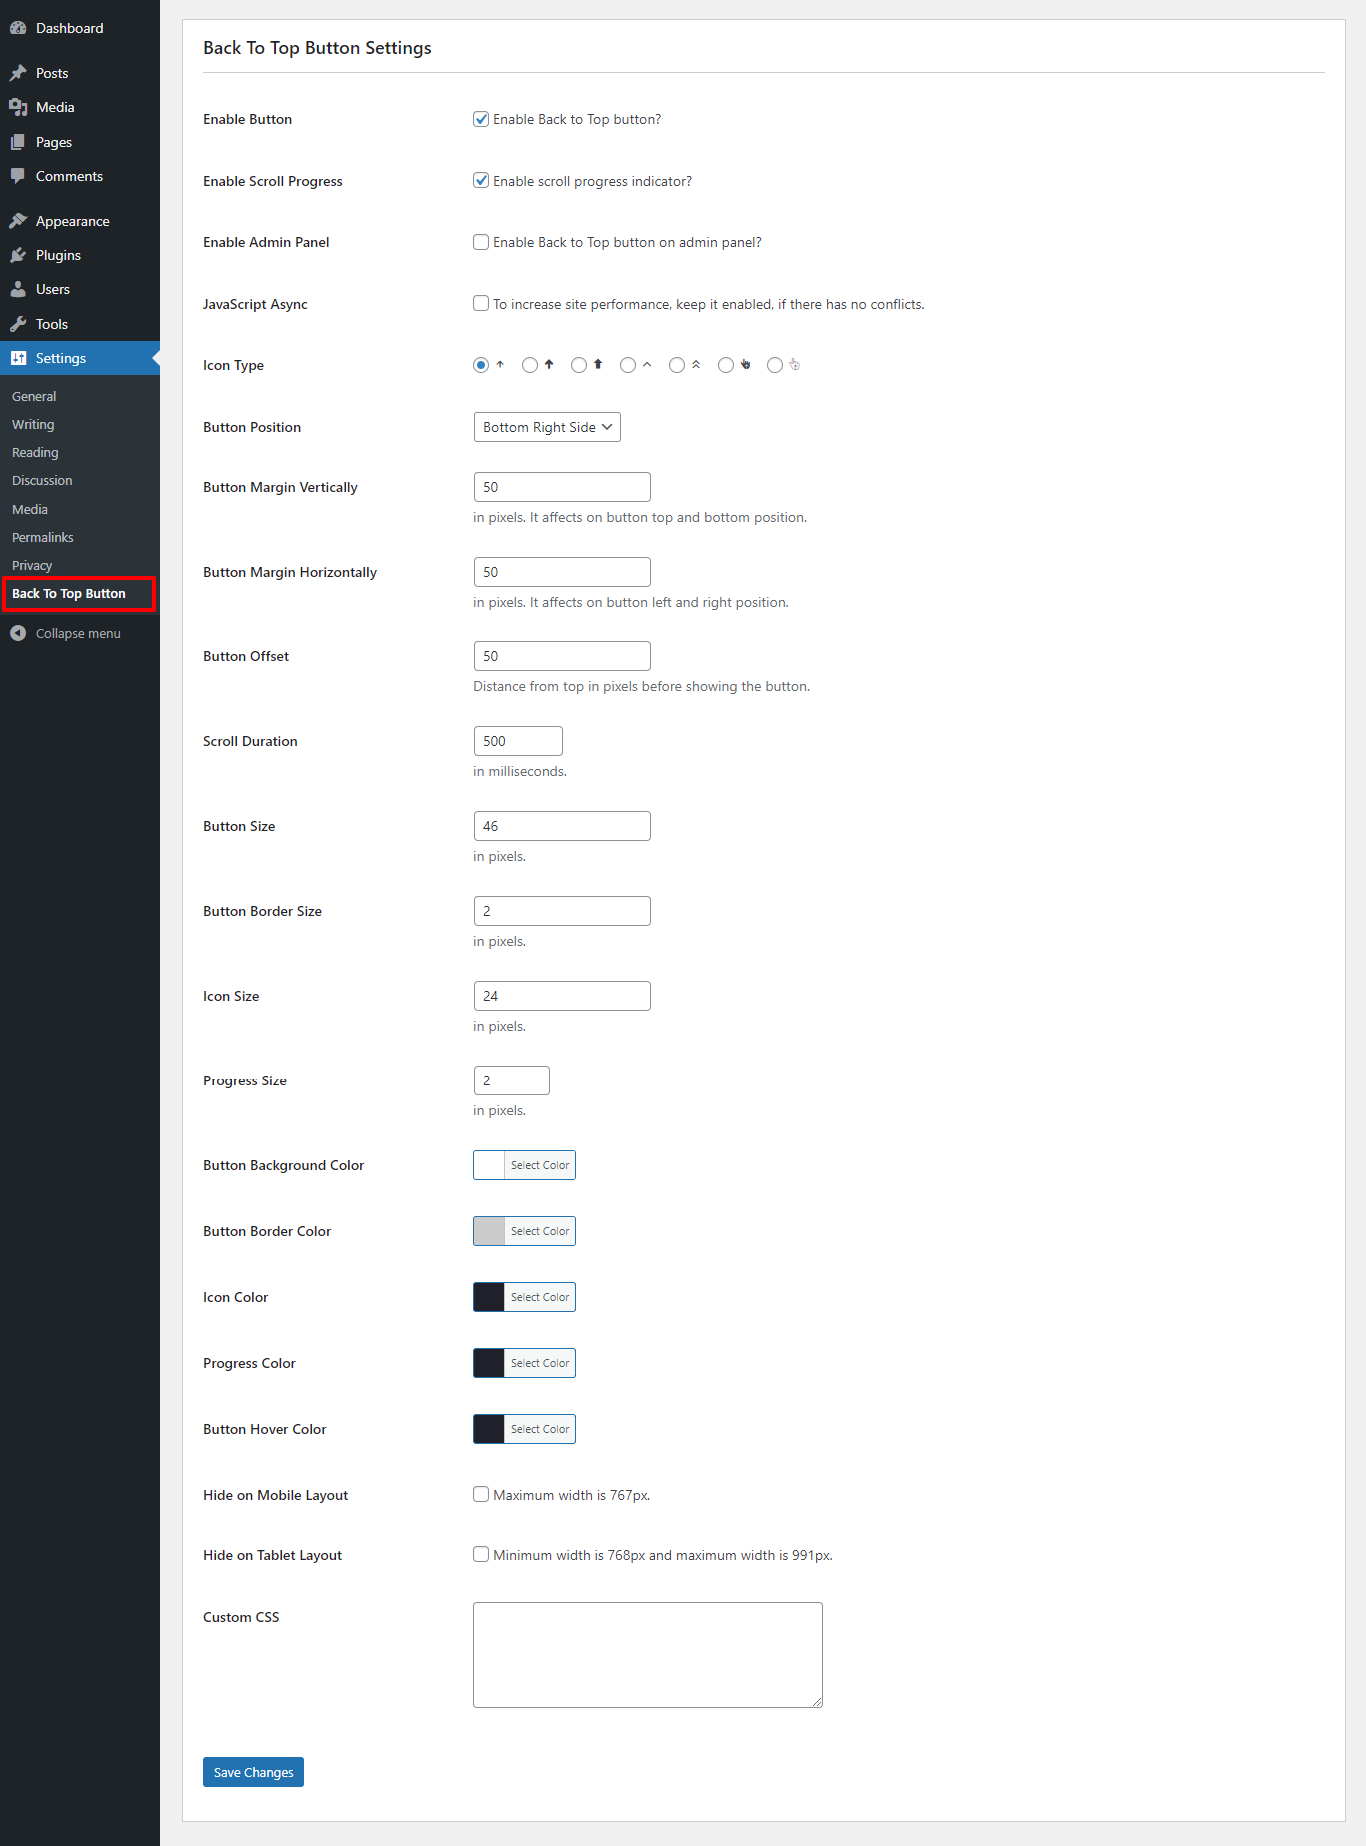 Dashboard
Posts
Media
Pages
Comments
Appearance
Plugins
Users
Tools
Settings
General
Writing
Reading
Discussion
Media
Permalinks
Privacy
Back To Top Button
Collapse menu
Back To Top Button Settings
Enable Button
Enable Back to Top button?
Enable Scroll Progress
Enable scroll progress indicator?
Enable Admin Panel
Enable Back to Top button on admin panel?
JavaScript Async
To increase site performance, keep it enabled, if there has no conflicts.
Icon Type
Button Position
Bottom Right Side
Button Margin Vertically
50
in pixels. It affects on button top and bottom position.
Button Margin Horizontally
50
in pixels. It affects on button left and right position.
Button Offset
50
Distance from top in pixels before showing the button.
Scroll Duration
500
in milliseconds.
Button Size
46
in pixels.
Button Border Size
2
in pixels.
Icon Size
24
in pixels.
Progress Size
2
in pixels.
Button Background Color
Select Color
Button Border Color
Select Color
Icon Color
Select Color
Progress Color
Select Color
Button Hover Color
Select Color
Hide on Mobile Layout
Maximum width is 767px.
Hide on Tablet Layout
Minimum width is 768px and maximum width is 991px.
Custom CSS
Save Changes